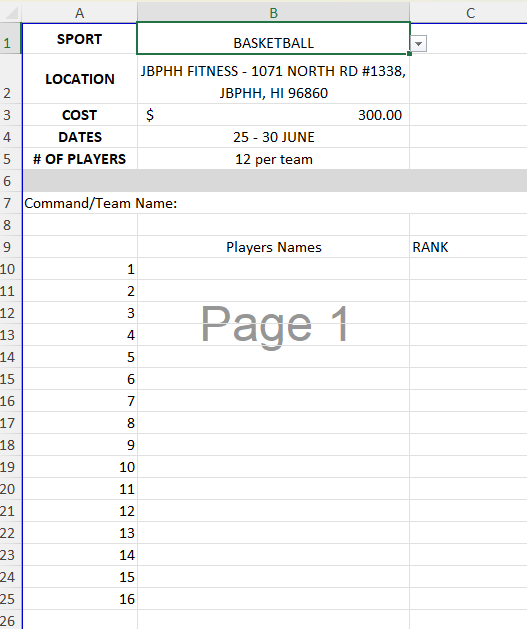 A B C
1 SPORT BASKETBALL
JBPHH FITNESS - 1071 NORTH RD #1338,
2 LOCATION JBPHH, HI 96860
3 COST $ 300.00
4 DATES 25 - 30 JUNE
5 # OF PLAYERS 12 per team
6
7 Command/Team Name:
8
9 Players Names RANK
10 1
11 2
12 3
13 4
Page 1
14 5
15 6
16 7
17 8
18 9
19 10
20 11
21 12
22 13
23 14
24 15
25 16
26